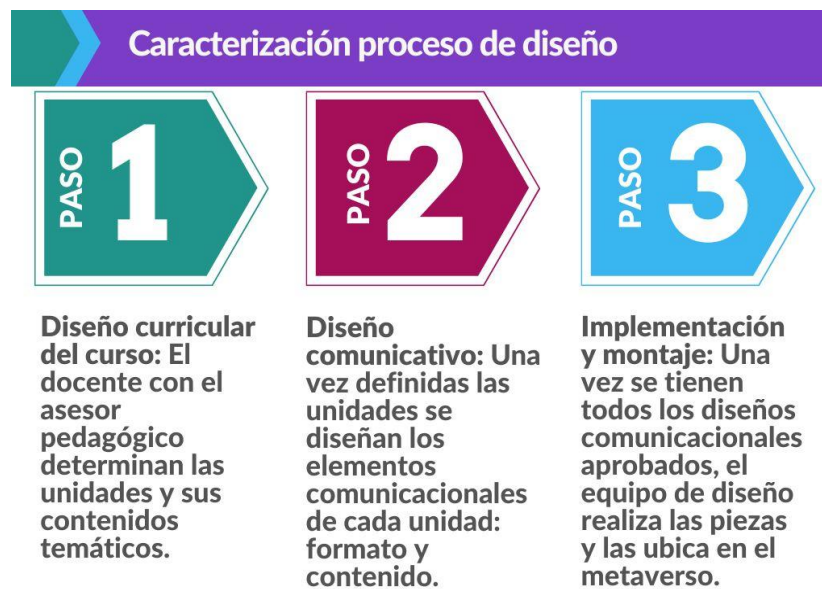 Caracterización proceso de diseño
PASO 1
PASO 2
PASO 3
Diseño curricular
del curso: El
docente con el
asesor
pedagógico
determinan las
unidades y sus
contenidos
temáticos.
Diseño
comunicativo: Una
vez definidas las
unidades se
diseñan los
elementos
comunicacionales
de cada unidad:
formato y
contenido.
Implementación
y montaje: Una
vez se tienen
todos los diseños
comunicacionales
aprobados, el
equipo de diseño
realiza las piezas
y las ubica en el
metaverso.